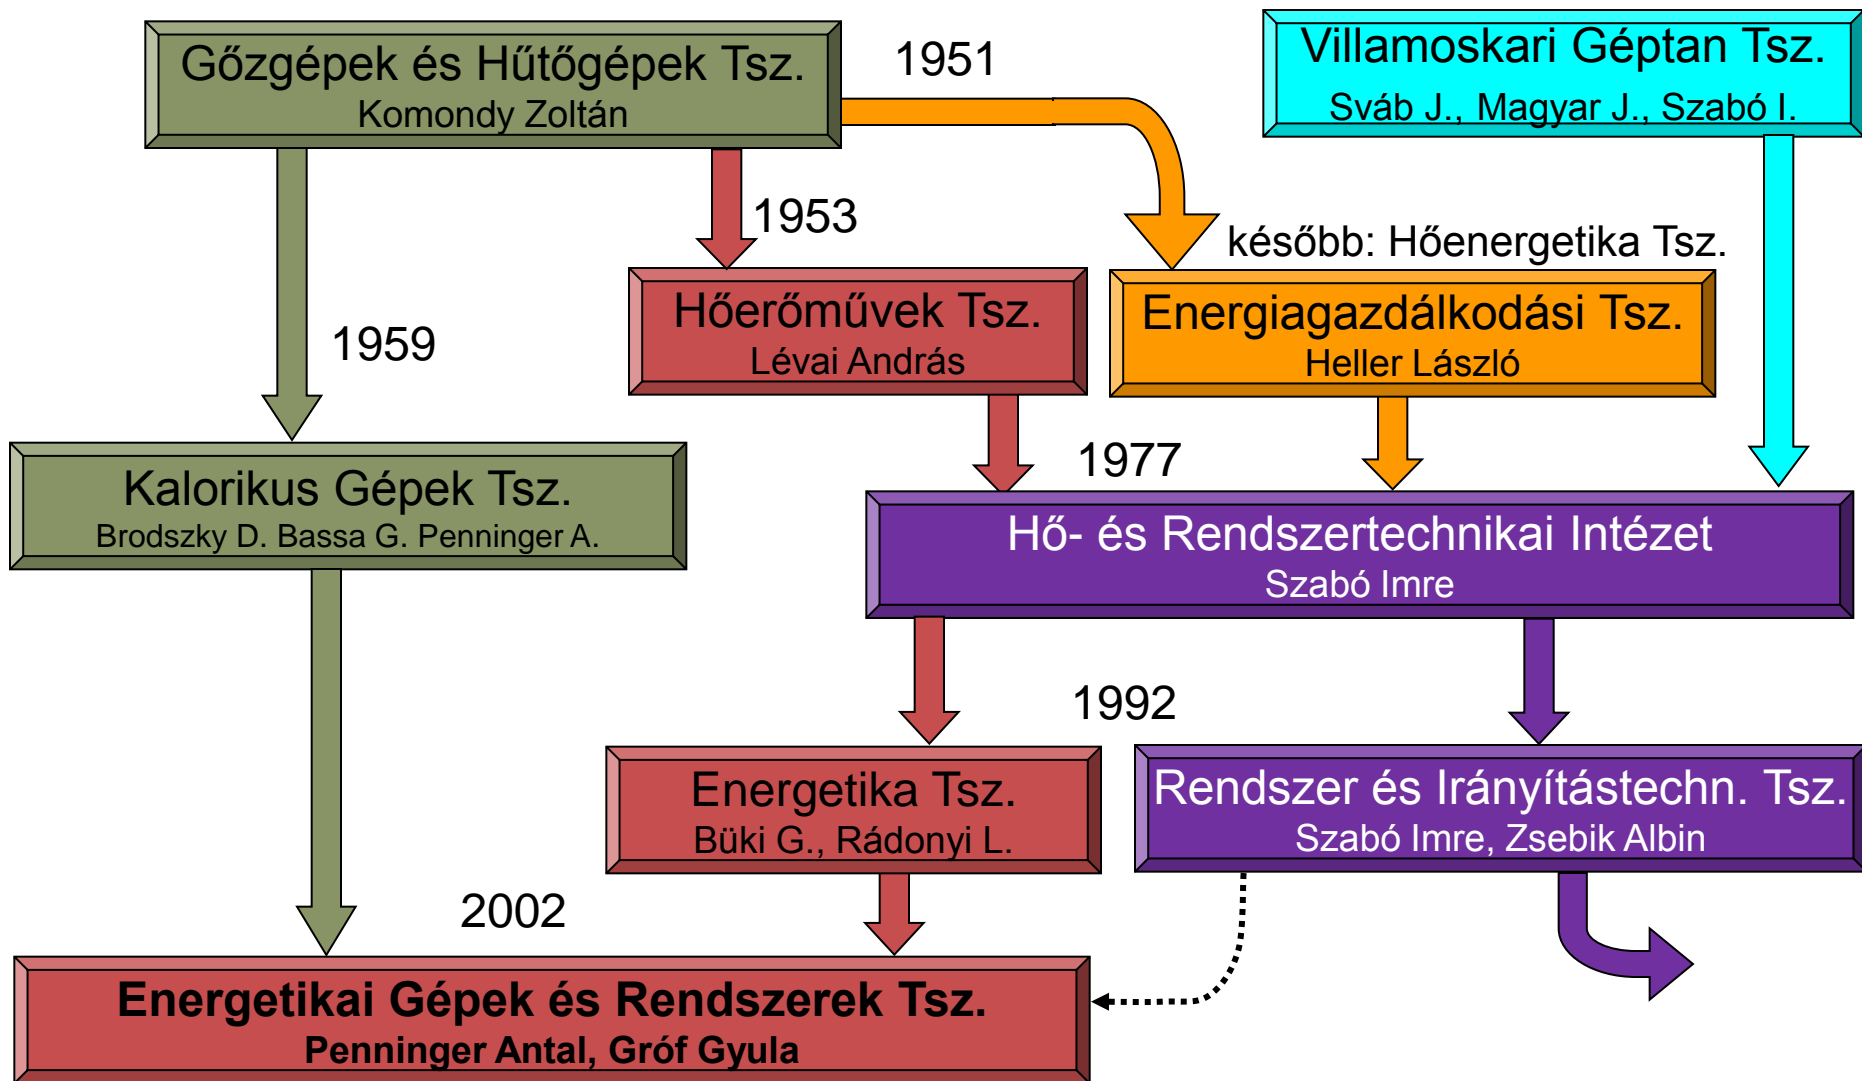 Gőzgépek és Hűtőgépek Tsz.
Komondy Zoltán
1951
Villamoskari Géptan Tsz.
Sváb J., Magyar J., Szabó I.
1953
később: Hőenergetika Tsz.
Hőerőművek Tsz.
Lévai András
Energiagazdálkodási Tsz.
Heller László
1959
1977
Kalorikus Gépek Tsz.
Brodszky D. Bassa G. Penninger A.
Hő- és Rendszertechnikai Intézet
Szabó Imre
1992
Energetika Tsz.
Büki G., Rádonyi L.
Rendszer és Irányítástechn. Tsz.
Szabó Imre, Zsebik Albin
2002
Energetikai Gépek és Rendszerek Tsz.
Penninger Antal, Gróf Gyula